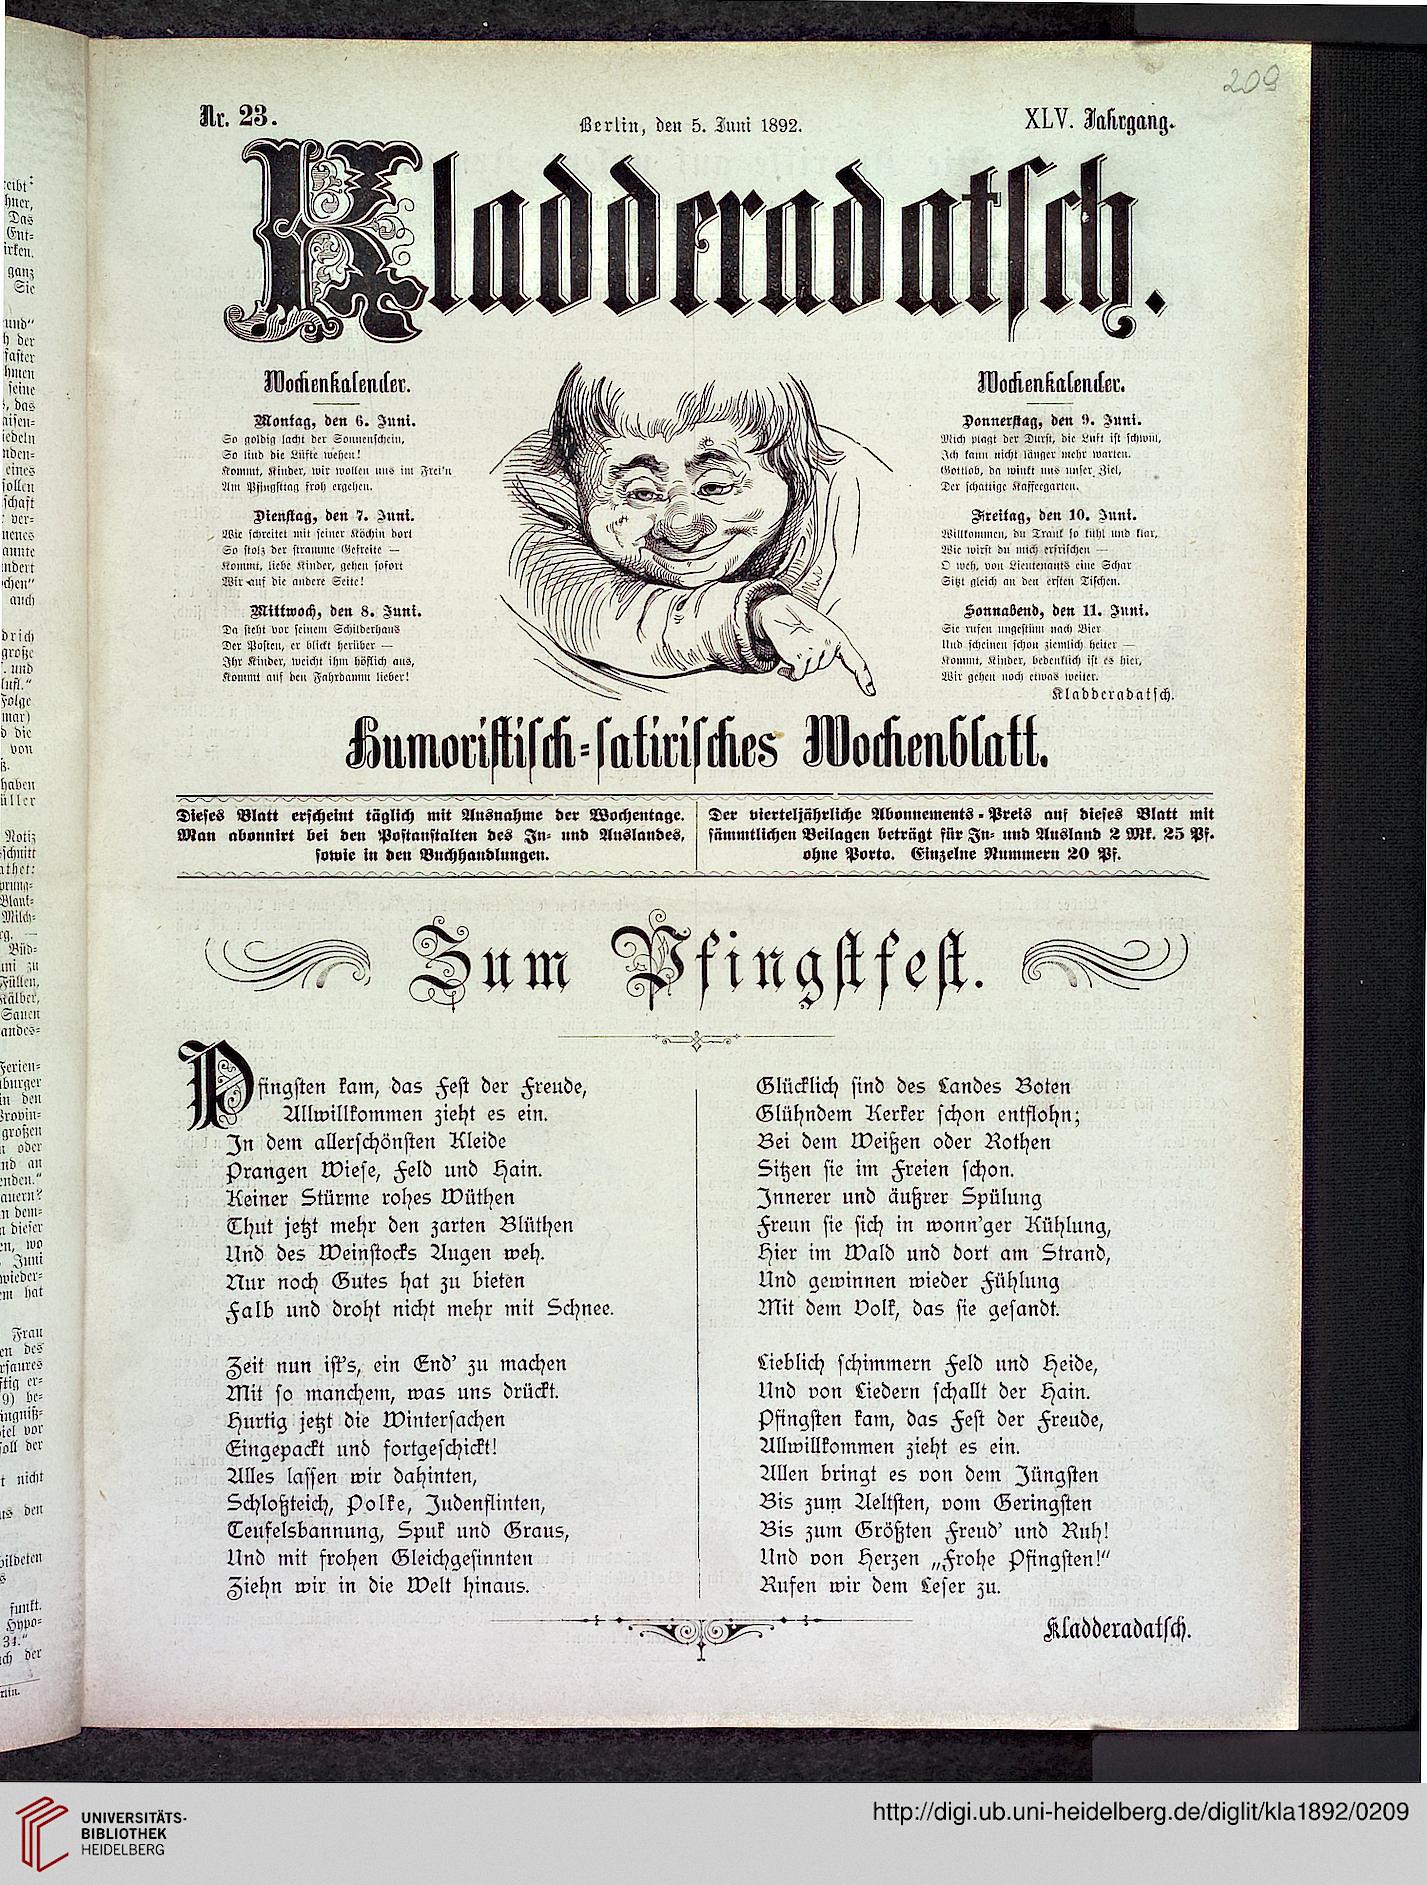 209
Nr. 23.
Berlin, den 5. Juni 1892.
XLV. Jahrgang.
Kladderadatsch.
Wochenkalender.
Montag, den 6. Juni.
So goldig lacht der Sonnenschein,
So lind die Lüfte wehen!
Kommt, Kinder, wir wollen uns im Frei'n
Am Pfingsttag froh ergehen.
Dienstag, den 7. Juni.
Wie schreitet mit seiner Köchin dort
So stolz der stramme Gefreite —
Kommt, liebe Kinder, gehen sofort
Wir auf die andere Seite!
Mittwoch, den 8. Juni.
Da steht vor seinem Schilderhaus
Der Posten, er blickt herüber —
Ihr Kinder, weicht ihm höflich aus,
Kommt auf den Fahrdamm lieber!
Wochenkalender.
Donnerstag, den 9. Juni.
Mich plagt der Durst, die Luft ist schwül,
Ich kann nicht länger mehr warten.
Gottlob, da winkt uns unser Ziel,
Der schattige Kaffeegarten.
Freitag, den 10. Juni.
Willkommen, du Trank so kühl und klar,
Wie wirst du mich erfrischen —
O weh, von Lieutenants eine Schar
Sitzt gleich an den ersten Tischen.
Sonnabend, den 11. Juni.
Sie rufen ungestüm nach Bier
Und scheinen schon ziemlich heiter —
Kommt, Kinder, bedenklich ist es hier,
Wir gehen noch etwas weiter.
Kladderadatsch.
Humoristisch-satirisches Wochenblatt.
Dieses Blatt erscheint täglich mit Ausnahme der Wochentage.
Man abonnirt bei den Postanstalten des In- und Auslandes,
sowie in den Buchhandlungen.
Der vierteljährliche Abonnements-Preis auf dieses Blatt mit
sämmtlichen Beilagen beträgt für In- und Ausland 2 Mk. 25 Pf.
ohne Porto. Einzelne Nummern 20 Pf.
Zum Pfingstfest.
Pfingsten kam, das Fest der Freude,
Allwillkommen zieht es ein.
In dem allerschönsten Kleide
Prangen Wiese, Feld und Hain.
Keiner Stürme rohes Wüthen
Thut jetzt mehr den zarten Blüthen
Und des Weinstocks Augen weh.
Nur noch Gutes hat zu bieten
Falb und droht nicht mehr mit Schnee.
Zeit nun ist's, ein End' zu machen
Mit so manchem, was uns drückt.
Hurtig jetzt die Wintersachen
Eingepackt und fortgeschickt!
Alles lassen wir dahinten,
Schloßteich, Polke, Judenflinten,
Teufelsbannung, Spuk und Graus,
Und mit frohen Gleichgesinnten
Ziehn wir in die Welt hinaus.
Glücklich sind des Landes Boten
Glühndem Kerker schon entflohn;
Bei dem Weißen oder Rothen
Sitzen sie im Freien schon.
Innerer und äußrer Spülung
Freun sie sich in wonn'ger Kühlung,
Hier im Wald und dort am Strand,
Und gewinnen wieder Fühlung
Mit dem Volk, das sie gesandt.
Lieblich schimmern Feld und Heide,
Und von Liedern schallt der Hain.
Pfingsten kam, das Fest der Freude,
Allwillkommen zieht es ein.
Allen bringt es von dem Jüngsten
Bis zum Aeltsten, vom Geringsten
Bis zum Größten Freud' und Ruh!
Und von Herzen „Frohe Pfingsten!"
Rufen wir dem Leser zu.
Kladderadatsch.
UNIVERSITÄTS-
BIBLIOTHEK
HEIDELBERG
http://digi.ub.uni-heidelberg.de/diglit/kla1892/0209